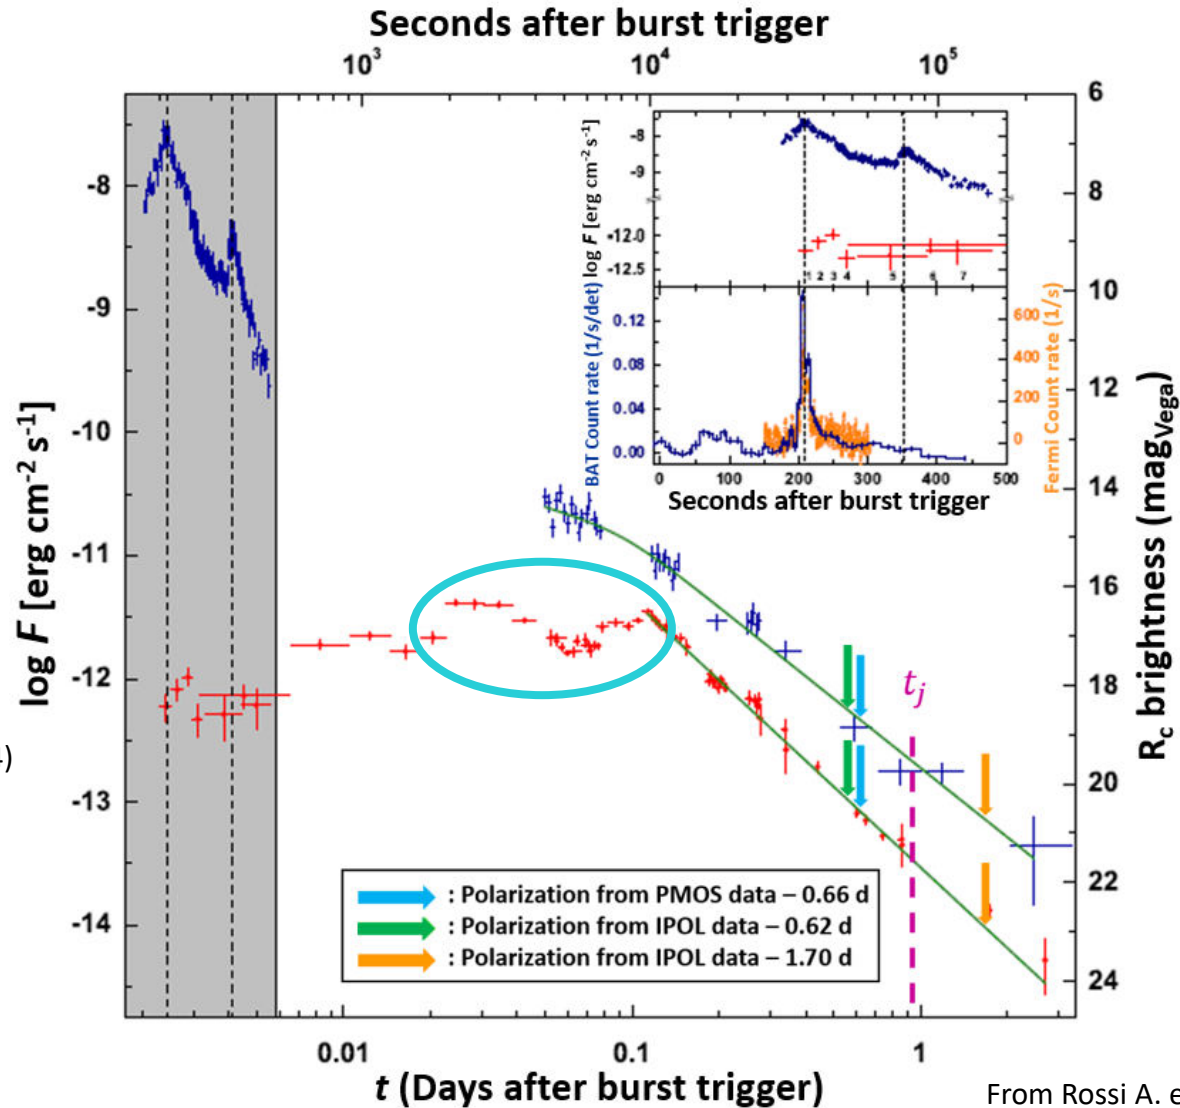 Seconds after burst trigger
10³ 10⁴ 10⁵
log F [erg cm⁻² s⁻¹]
-8
-9
-10
-11
-12
-13
-14
6
8
10
12
14
16
18
20
22
24
R_c brightness (mag_Vega)
log F [erg cm⁻² s⁻¹]
-8
-9
-12.0
-12.5
1 2 3 4 5 6 7
BAT Count rate (1/s/det)
0.12
0.08
0.04
0.00
600
400
200
0
Fermi Count rate (1/s)
0 100 200 300 400 500
Seconds after burst trigger
t_j
: Polarization from PMOS data – 0.66 d
: Polarization from IPOL data – 0.62 d
: Polarization from IPOL data – 1.70 d
4)
0.01 0.1 1
t (Days after burst trigger)
From Rossi A. e